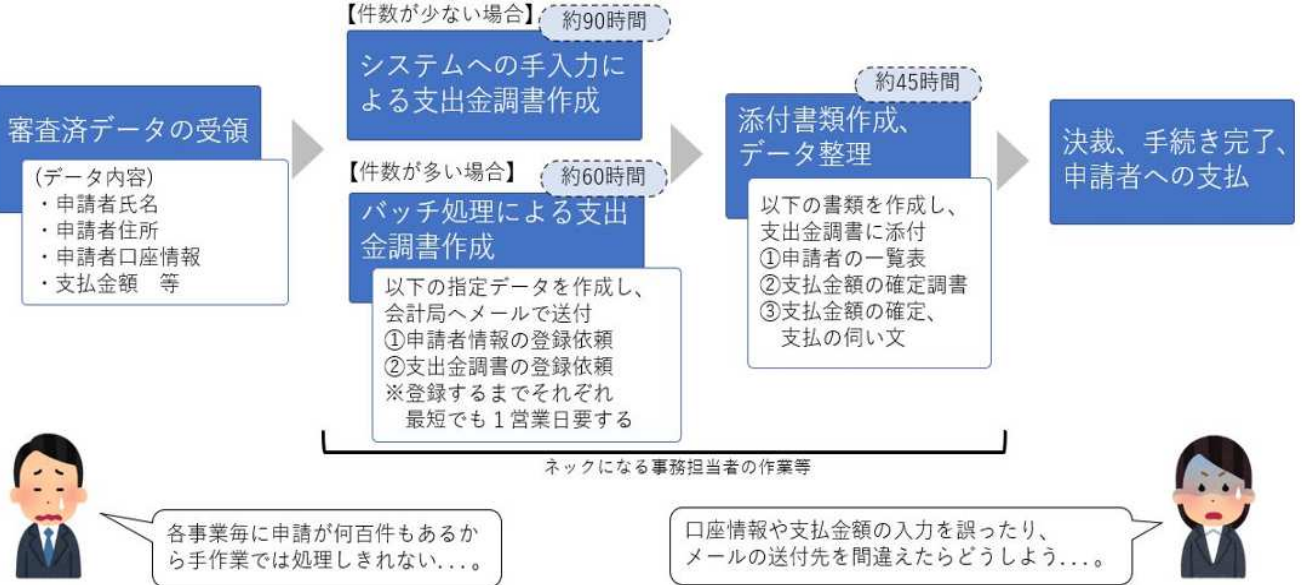 審査済データの受領
(データ内容)
・申請者氏名
・申請者住所
・申請者口座情報
・支払金額 等
【件数が少ない場合】
約90時間
システムへの手入力に
よる支出金調書作成
【件数が多い場合】
約60時間
バッチ処理による支出
金調書作成
以下の指定データを作成し、
会計局へメールで送付
①申請者情報の登録依頼
②支出金調書の登録依頼
※登録するまでそれぞれ
最短でも１営業日要する
約45時間
添付書類作成、
データ整理
以下の書類を作成し、
支出金調書に添付
①申請者の一覧表
②支払金額の確定調書
③支払金額の確定、
支払の伺い文
決裁、手続き完了、
申請者への支払
ネックになる事務担当者の作業等
各事業毎に申請が何百件もあるか
ら手作業では処理しきれない...。
口座情報や支払金額の入力を誤ったり、
メールの送付先を間違えたらどうしよう...。